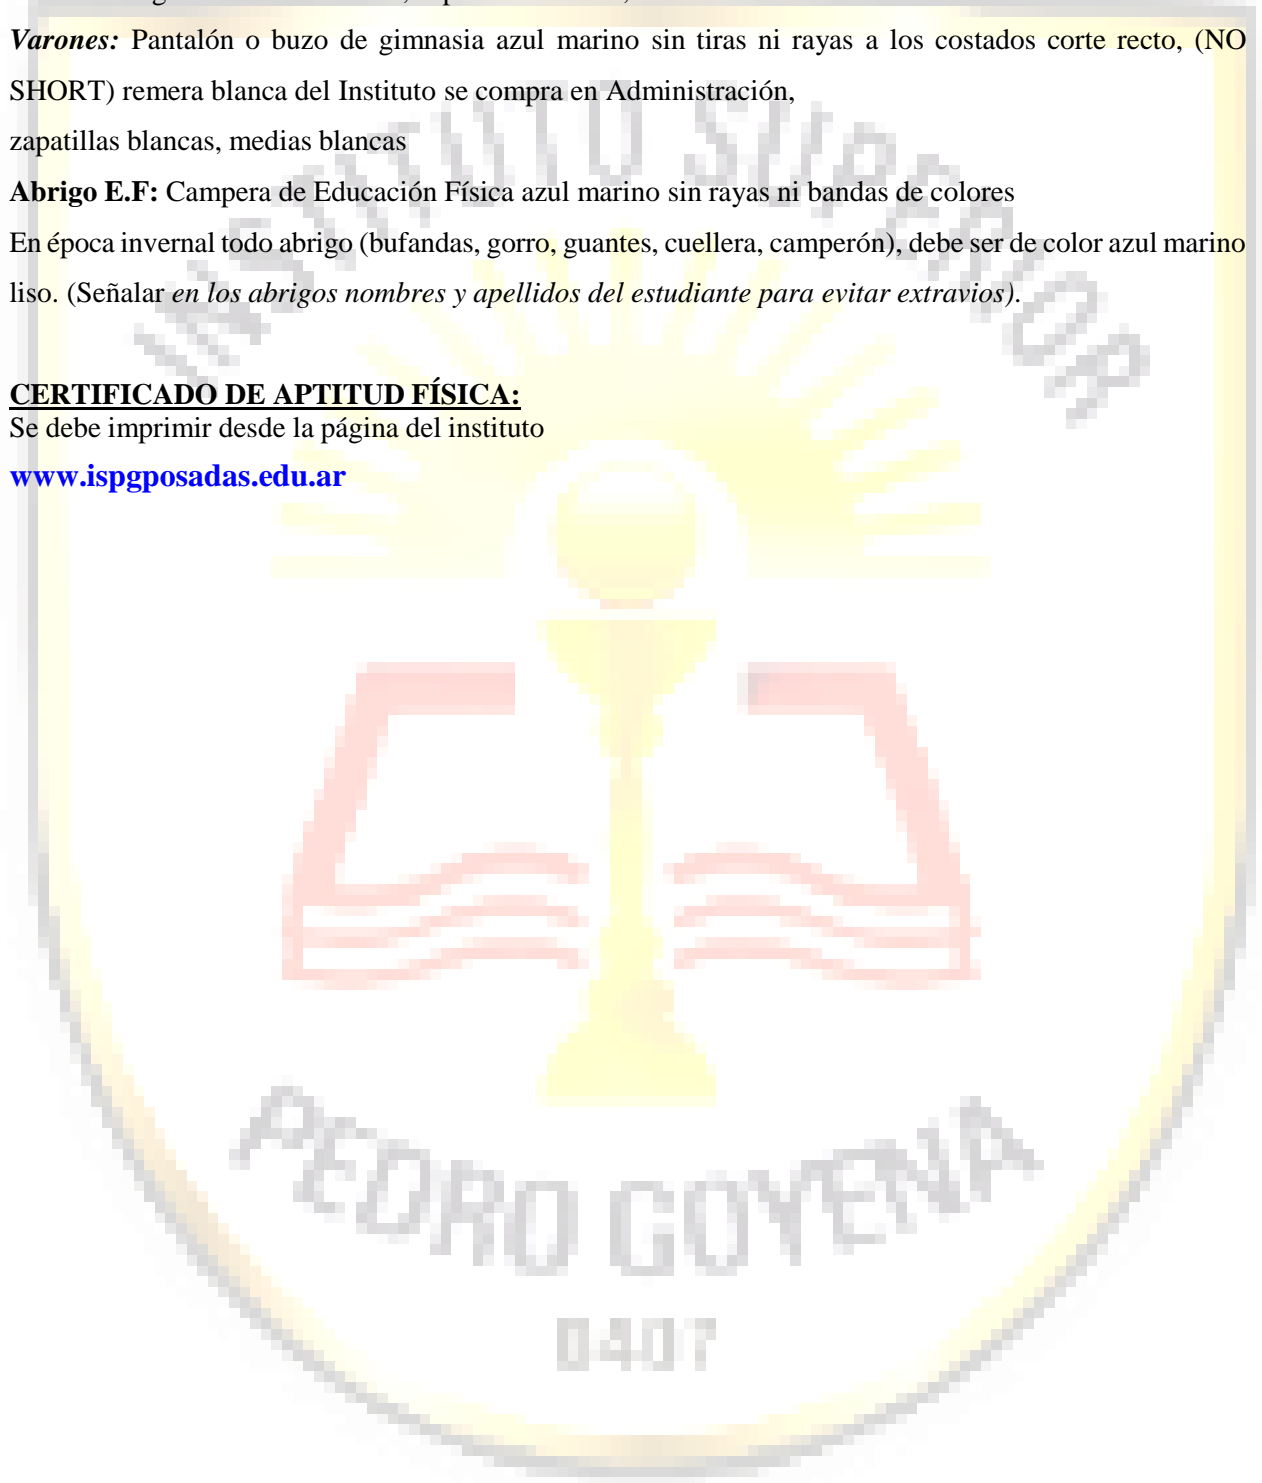 Varones: Pantalón o buzo de gimnasia azul marino sin tiras ni rayas a los costados corte recto, (NO
SHORT) remera blanca del Instituto se compra en Administración,
zapatillas blancas, medias blancas
Abrigo E.F: Campera de Educación Física azul marino sin rayas ni bandas de colores
En época invernal todo abrigo (bufandas, gorro, guantes, cuellera, camperón), debe ser de color azul marino
liso. (Señalar en los abrigos nombres y apellidos del estudiante para evitar extravios).
CERTIFICADO DE APTITUD FÍSICA:
Se debe imprimir desde la página del instituto
www.ispgposadas.edu.ar
INSTITUTO SUPERIOR
PEDRO GOYENA
0407